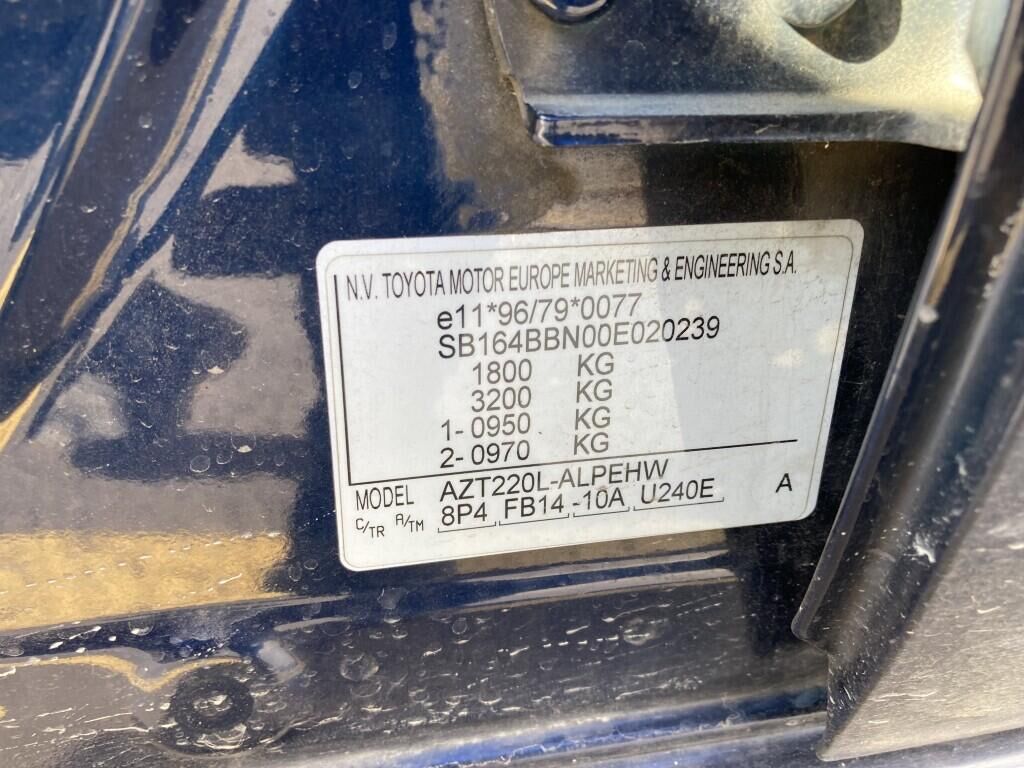 N.V. TOYOTA MOTOR EUROPE MARKETING & ENGINEERING S.A.
e11*96/79*0077
SB164BBN00E020239
1800 KG
3200 KG
1- 0950 KG
2- 0970 KG
MODEL AZT220L-ALPEHW
C/TR A/TM 8P4 FB14 -10A U240E A